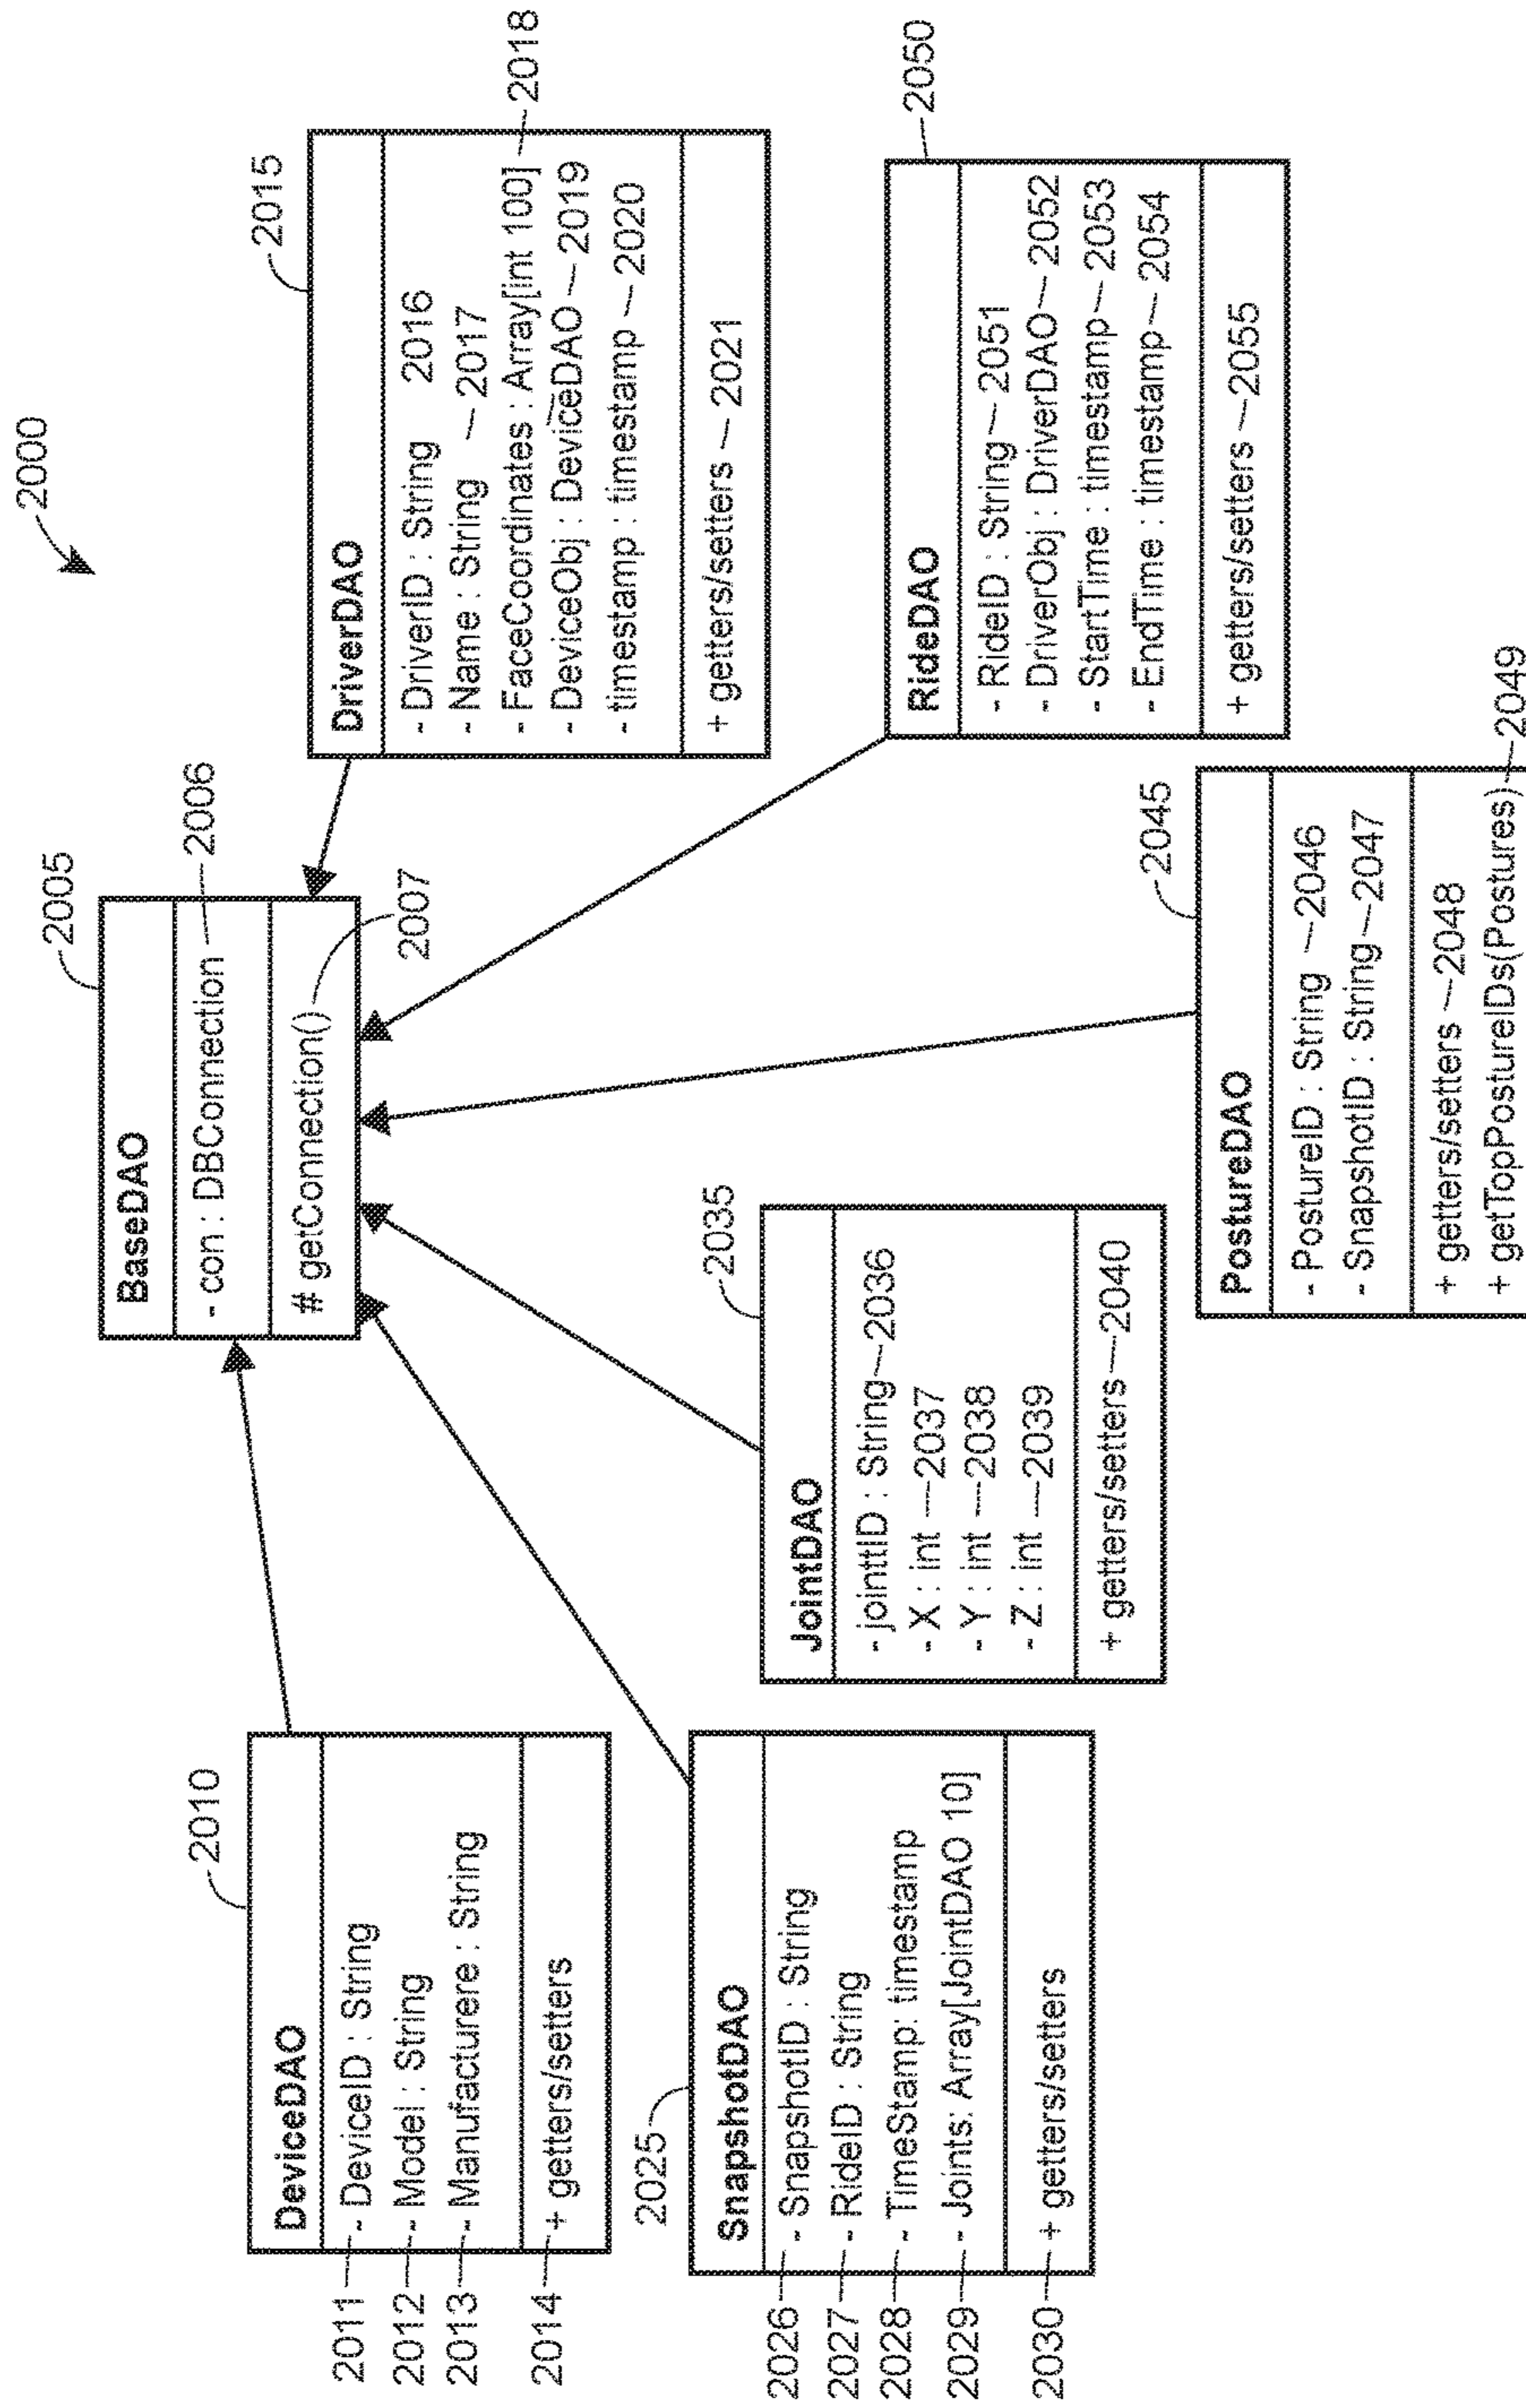 2000
2005
BaseDAO
- con : DBConnection 2006
# getConnection()
2007
2010
DeviceDAO
2011 - DeviceID : String
2012 - Model : String
2013 - Manufacturere : String
2014 + getters/setters
2015
DriverDAO
- DriverID : String 2016
- Name : String 2017
- FaceCoordinates : Array[int 100] 2018
- DeviceObj : DeviceDAO 2019
- timestamp : timestamp 2020
+ getters/setters 2021
2025
SnapshotDAO
2026 - SnapshotID : String
2027 - RideID : String
2028 - TimeStamp: timestamp
2029 - Joints: Array[JointDAO 10]
2030 + getters/setters
2035
JointDAO
- jointtID : String 2036
- X : int 2037
- Y : int 2038
- Z : int 2039
+ getters/setters 2040
2045
PostureDAO
- PostureID : String 2046
- SnapshotID : String 2047
+ getters/setters 2048
+ getTopPostureIDs(Postures) 2049
2050
RideDAO
- RideID : String 2051
- DriverObj : DriverDAO 2052
- StartTime : timestamp 2053
- EndTime : timestamp 2054
+ getters/setters 2055